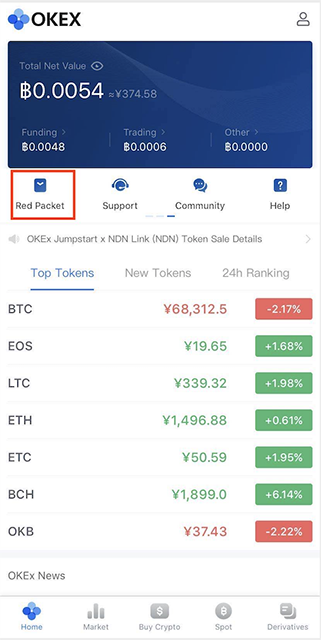 OKEX
Total Net Value
฿0.0054 ≈¥374.58
Funding > Trading > Other >
฿0.0048 ฿0.0006 ฿0.0000
Red Packet Support Community Help
OKEx Jumpstart x NDN Link (NDN) Token Sale Details
Top Tokens New Tokens 24h Ranking
BTC ¥68,312.5 -2.17%
EOS ¥19.65 +1.68%
LTC ¥339.32 +1.98%
ETH ¥1,496.88 +0.61%
ETC ¥50.59 +1.95%
BCH ¥1,899.0 +6.14%
OKB ¥37.43 -2.22%
OKEx News
Home Market Buy Crypto Spot Derivatives